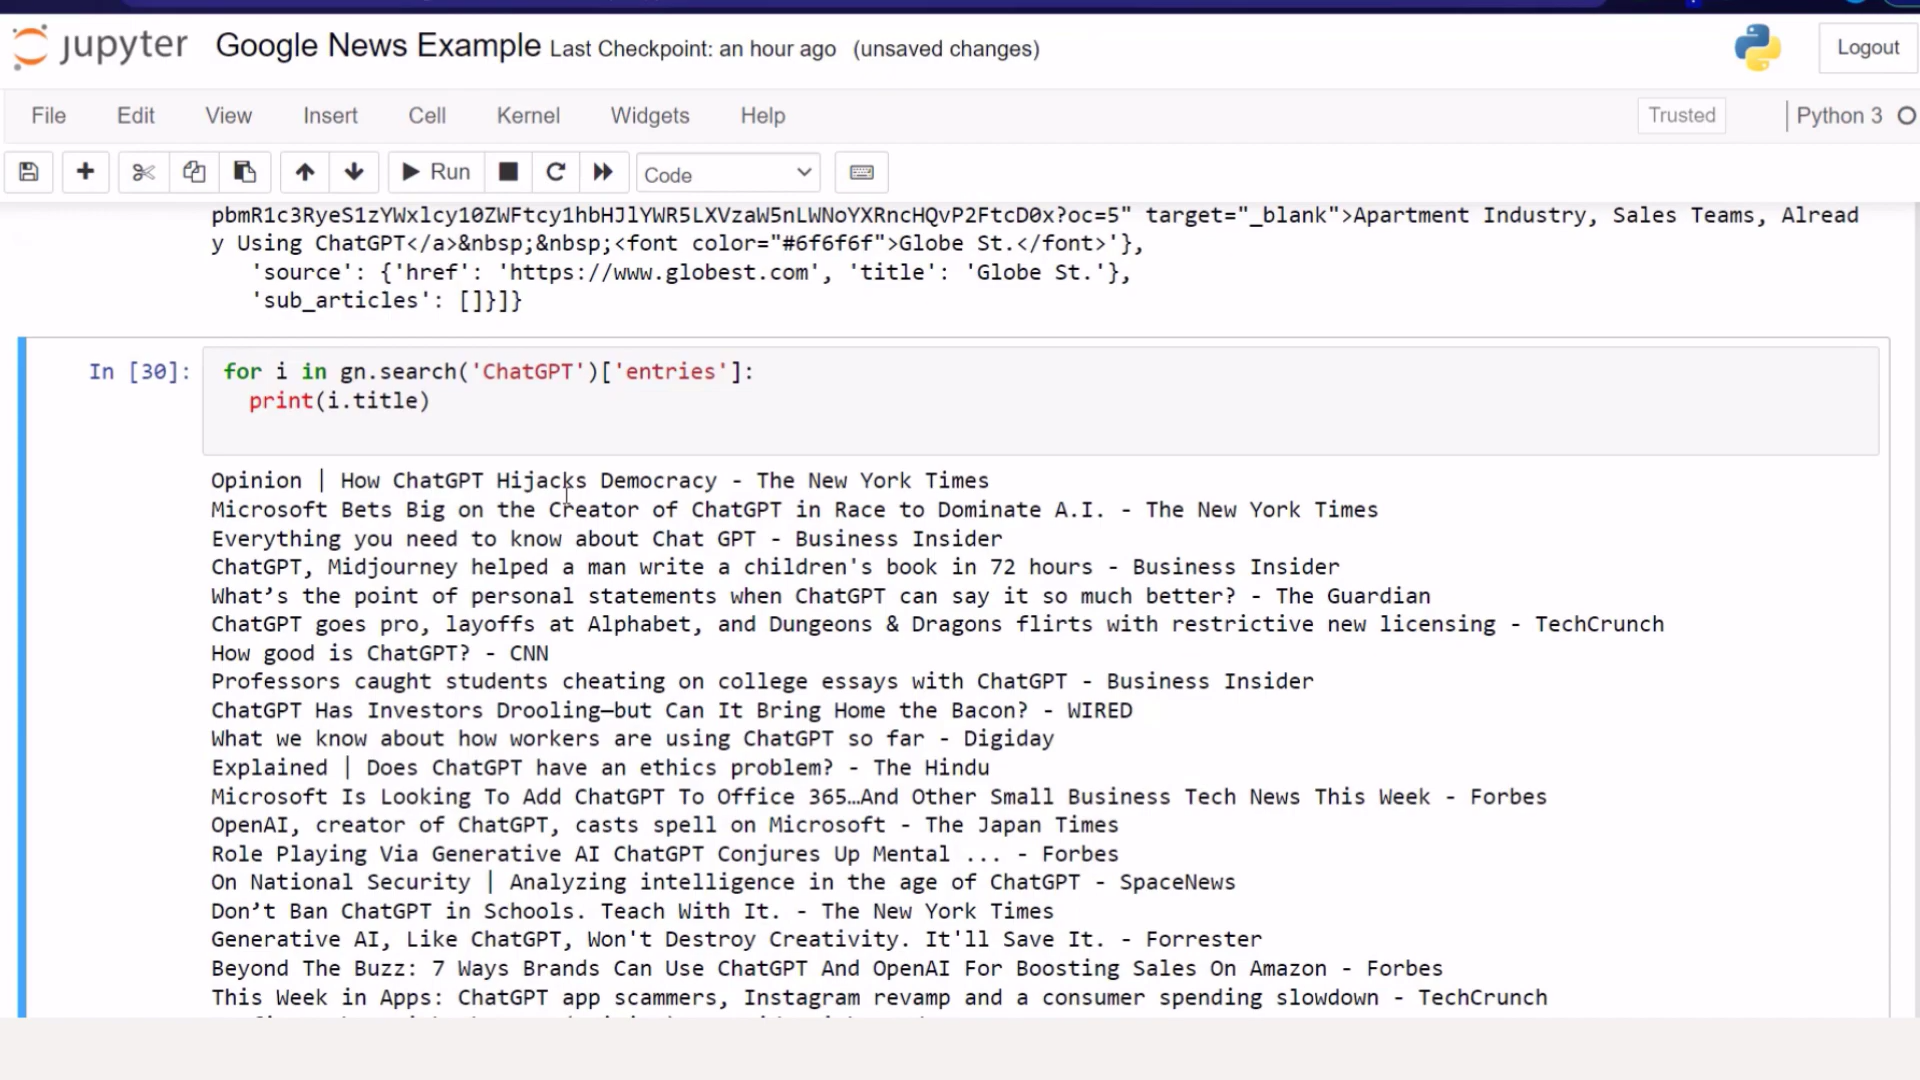 jupyter Google News Example Last Checkpoint: an hour ago (unsaved changes) Logout
File Edit View Insert Cell Kernel Widgets Help Trusted Python 3
Run Code
pbmR1c3RyeS1zYWxlcy10ZWFtcy1hbHJlYWR5LXVzaW5nLWNoYXRncHQvP2FtcD0x?oc=5" target="_blank">Apartment Industry, Sales Teams, Alread
y Using ChatGPT</a>&nbsp;&nbsp;<font color="#6f6f6f">Globe St.</font>'},
'source': {'href': 'https://www.globest.com', 'title': 'Globe St.'},
'sub_articles': []}]}
In [30]: for i in gn.search('ChatGPT')['entries']:
print(i.title)
Opinion | How ChatGPT Hijacks Democracy - The New York Times
Microsoft Bets Big on the Creator of ChatGPT in Race to Dominate A.I. - The New York Times
Everything you need to know about Chat GPT - Business Insider
ChatGPT, Midjourney helped a man write a children's book in 72 hours - Business Insider
What’s the point of personal statements when ChatGPT can say it so much better? - The Guardian
ChatGPT goes pro, layoffs at Alphabet, and Dungeons & Dragons flirts with restrictive new licensing - TechCrunch
How good is ChatGPT? - CNN
Professors caught students cheating on college essays with ChatGPT - Business Insider
ChatGPT Has Investors Drooling—but Can It Bring Home the Bacon? - WIRED
What we know about how workers are using ChatGPT so far - Digiday
Explained | Does ChatGPT have an ethics problem? - The Hindu
Microsoft Is Looking To Add ChatGPT To Office 365…And Other Small Business Tech News This Week - Forbes
OpenAI, creator of ChatGPT, casts spell on Microsoft - The Japan Times
Role Playing Via Generative AI ChatGPT Conjures Up Mental ... - Forbes
On National Security | Analyzing intelligence in the age of ChatGPT - SpaceNews
Don’t Ban ChatGPT in Schools. Teach With It. - The New York Times
Generative AI, Like ChatGPT, Won't Destroy Creativity. It'll Save It. - Forrester
Beyond The Buzz: 7 Ways Brands Can Use ChatGPT And OpenAI For Boosting Sales On Amazon - Forbes
This Week in Apps: ChatGPT app scammers, Instagram revamp and a consumer spending slowdown - TechCrunch